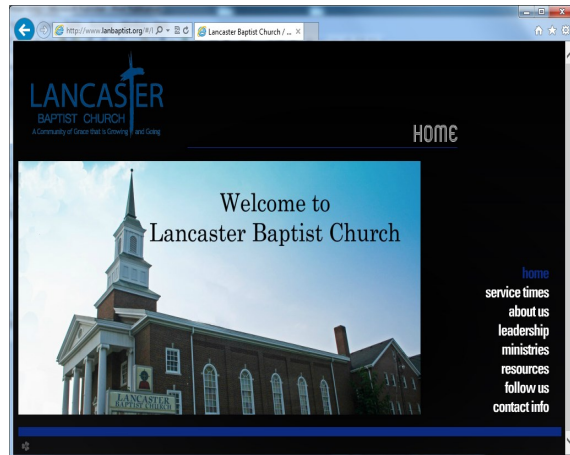 http://www.lanbaptist.org/#/l
Lancaster Baptist Church / ...
LANCASTER
BAPTIST CHURCH
A Community of Grace that is Growing and Going
HOME
Welcome to
Lancaster Baptist Church
LANCASTER
BAPTIST CHURCH
home
service times
about us
leadership
ministries
resources
follow us
contact info